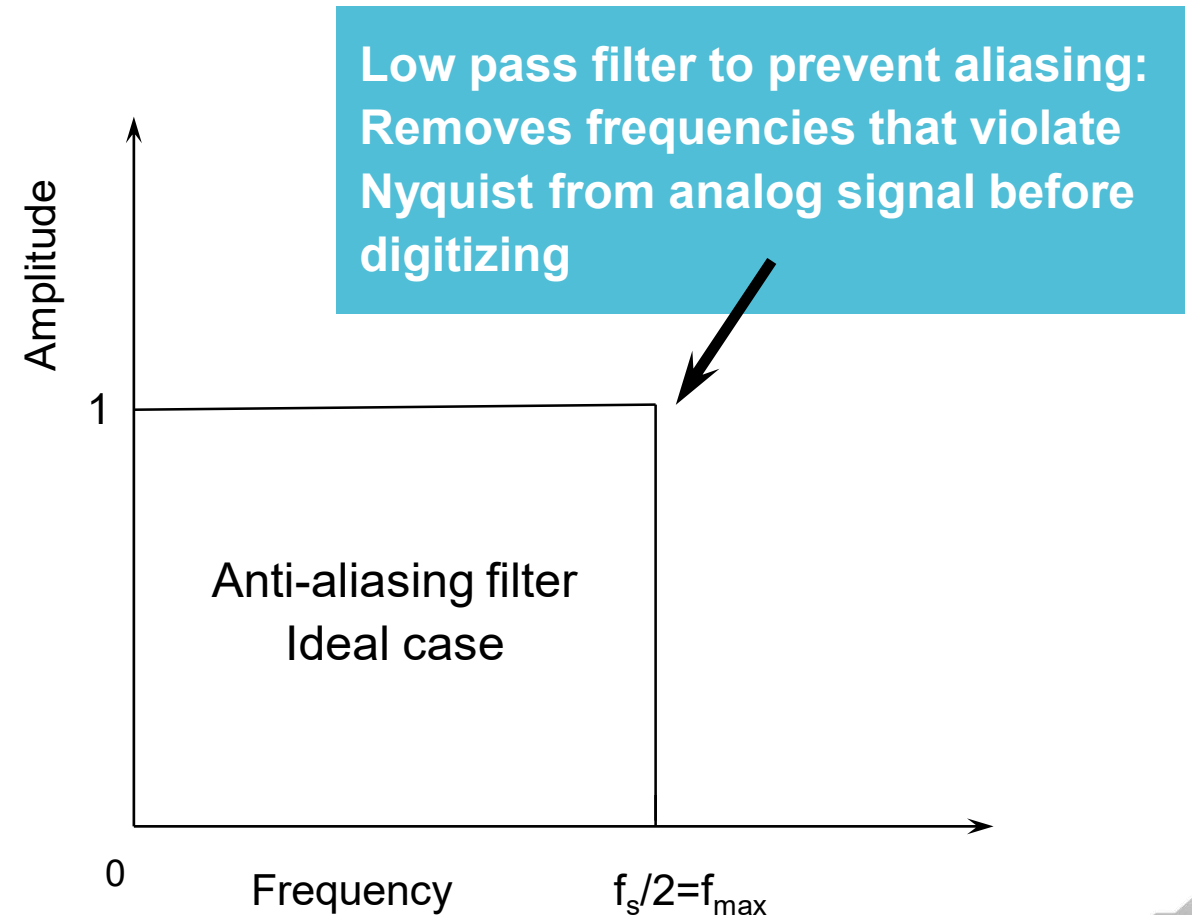 Low pass filter to prevent aliasing:
Removes frequencies that violate
Nyquist from analog signal before
digitizing
Amplitude
1
Anti-aliasing filter
Ideal case
0
Frequency
fₛ/2=fₘₐₓ